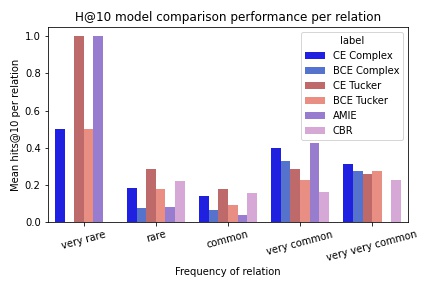 H@10 model comparison performance per relation
Mean hits@10 per relation
1.0
0.8
0.6
0.4
0.2
0.0
label
CE Complex
BCE Complex
CE Tucker
BCE Tucker
AMIE
CBR
very rare
rare
common
very common
very very common
Frequency of relation